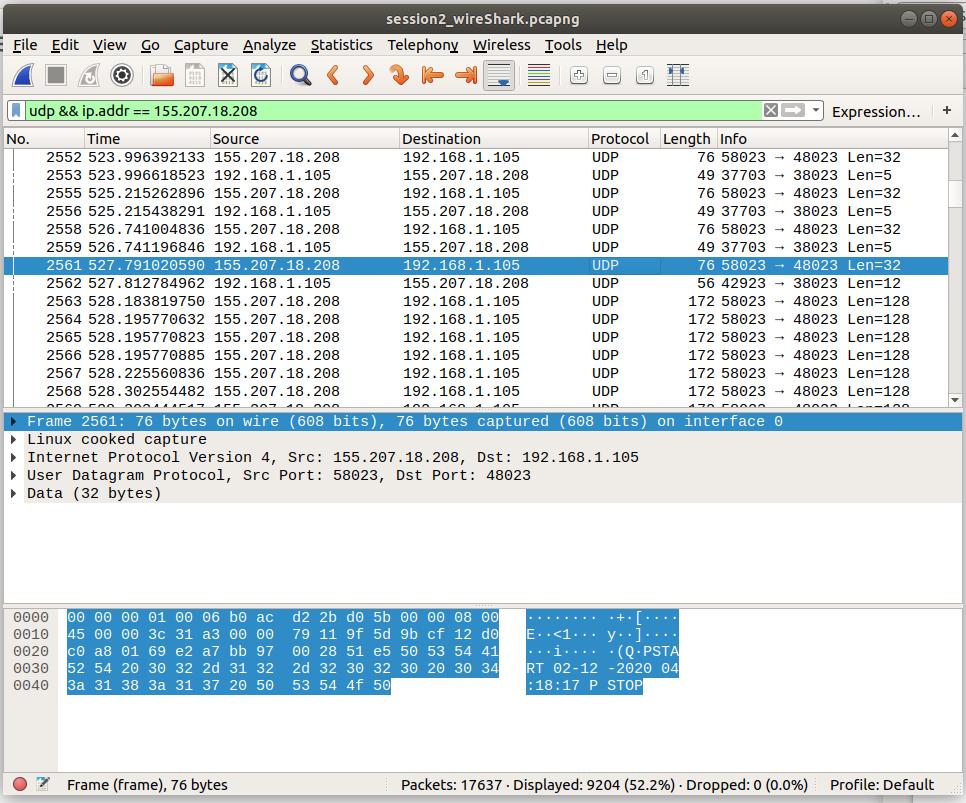 session2_wireShark.pcapng
File Edit View Go Capture Analyze Statistics Telephony Wireless Tools Help
udp && ip.addr == 155.207.18.208 Expression… +
No. Time Source Destination Protocol Length Info
2552 523.996392133 155.207.18.208 192.168.1.105 UDP 76 58023 → 48023 Len=32
2553 523.996618523 192.168.1.105 155.207.18.208 UDP 49 37703 → 38023 Len=5
2555 525.215262896 155.207.18.208 192.168.1.105 UDP 76 58023 → 48023 Len=32
2556 525.215438291 192.168.1.105 155.207.18.208 UDP 49 37703 → 38023 Len=5
2558 526.741004836 155.207.18.208 192.168.1.105 UDP 76 58023 → 48023 Len=32
2559 526.741196846 192.168.1.105 155.207.18.208 UDP 49 37703 → 38023 Len=5
2561 527.791020590 155.207.18.208 192.168.1.105 UDP 76 58023 → 48023 Len=32
2562 527.812784962 192.168.1.105 155.207.18.208 UDP 56 42923 → 38023 Len=12
2563 528.183819750 155.207.18.208 192.168.1.105 UDP 172 58023 → 48023 Len=128
2564 528.195770632 155.207.18.208 192.168.1.105 UDP 172 58023 → 48023 Len=128
2565 528.195770823 155.207.18.208 192.168.1.105 UDP 172 58023 → 48023 Len=128
2566 528.195770885 155.207.18.208 192.168.1.105 UDP 172 58023 → 48023 Len=128
2567 528.225560836 155.207.18.208 192.168.1.105 UDP 172 58023 → 48023 Len=128
2568 528.302554482 155.207.18.208 192.168.1.105 UDP 172 58023 → 48023 Len=128
Frame 2561: 76 bytes on wire (608 bits), 76 bytes captured (608 bits) on interface 0
Linux cooked capture
Internet Protocol Version 4, Src: 155.207.18.208, Dst: 192.168.1.105
User Datagram Protocol, Src Port: 58023, Dst Port: 48023
Data (32 bytes)
0000 00 00 00 01 00 06 b0 ac d2 2b d0 5b 00 00 08 00 ········ ·+·[····
0010 45 00 00 3c 31 a3 00 00 79 11 9f 5d 9b cf 12 d0 E··<1··· y··]····
0020 c0 a8 01 69 e2 a7 bb 97 00 28 51 e5 50 53 54 41 ···i···· ·(Q·PSTA
0030 52 54 20 30 32 2d 31 32 2d 32 30 32 30 20 30 34 RT 02-12 -2020 04
0040 3a 31 38 3a 31 37 20 50 53 54 4f 50 :18:17 P STOP
Frame (frame), 76 bytes Packets: 17637 · Displayed: 9204 (52.2%) · Dropped: 0 (0.0%) Profile: Default